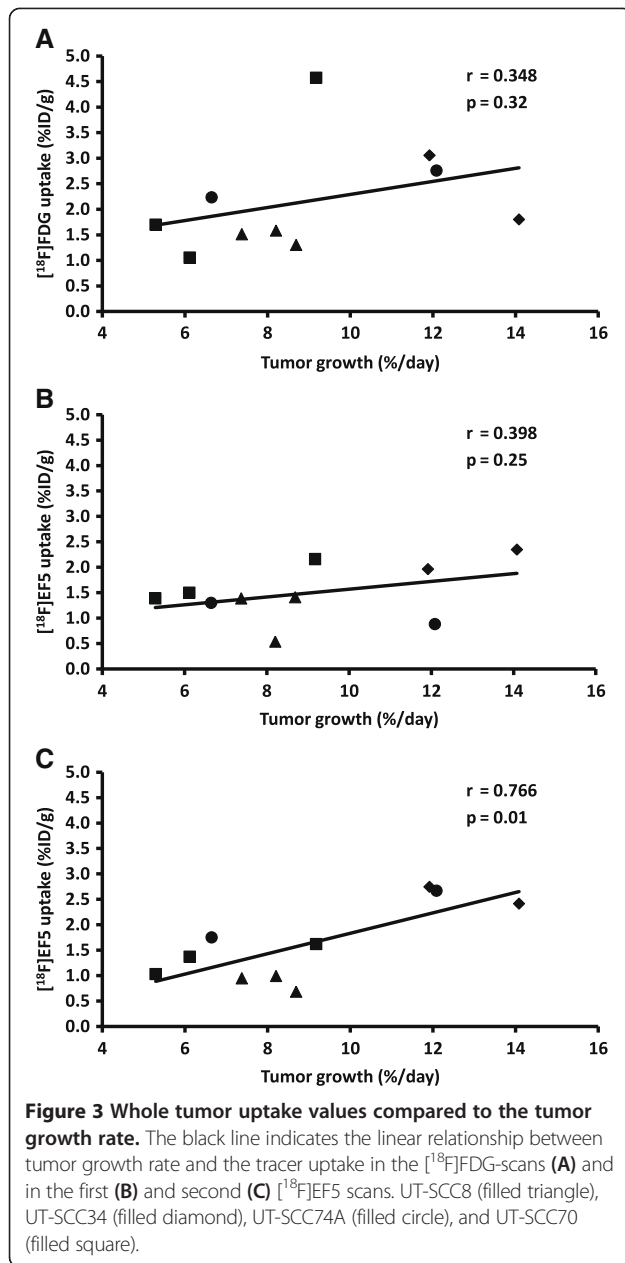 A
5.0
4.5
4.0
3.5
3.0
2.5
2.0
1.5
1.0
0.5
0.0
[¹⁸F]FDG uptake (%ID/g)
r = 0.348
p = 0.32
4 6 8 10 12 14 16
Tumor growth (%/day)
B
5.0
4.5
4.0
3.5
3.0
2.5
2.0
1.5
1.0
0.5
0.0
[¹⁸F]EF5 uptake (%ID/g)
r = 0.398
p = 0.25
4 6 8 10 12 14 16
Tumor growth (%/day)
C
5.0
4.5
4.0
3.5
3.0
2.5
2.0
1.5
1.0
0.5
0.0
[¹⁸F]EF5 uptake (%ID/g)
r = 0.766
p = 0.01
4 6 8 10 12 14 16
Tumor growth (%/day)
Figure 3 Whole tumor uptake values compared to the tumor
growth rate. The black line indicates the linear relationship between
tumor growth rate and the tracer uptake in the [¹⁸F]FDG-scans (A) and
in the first (B) and second (C) [¹⁸F]EF5 scans. UT-SCC8 (filled triangle),
UT-SCC34 (filled diamond), UT-SCC74A (filled circle), and UT-SCC70
(filled square).